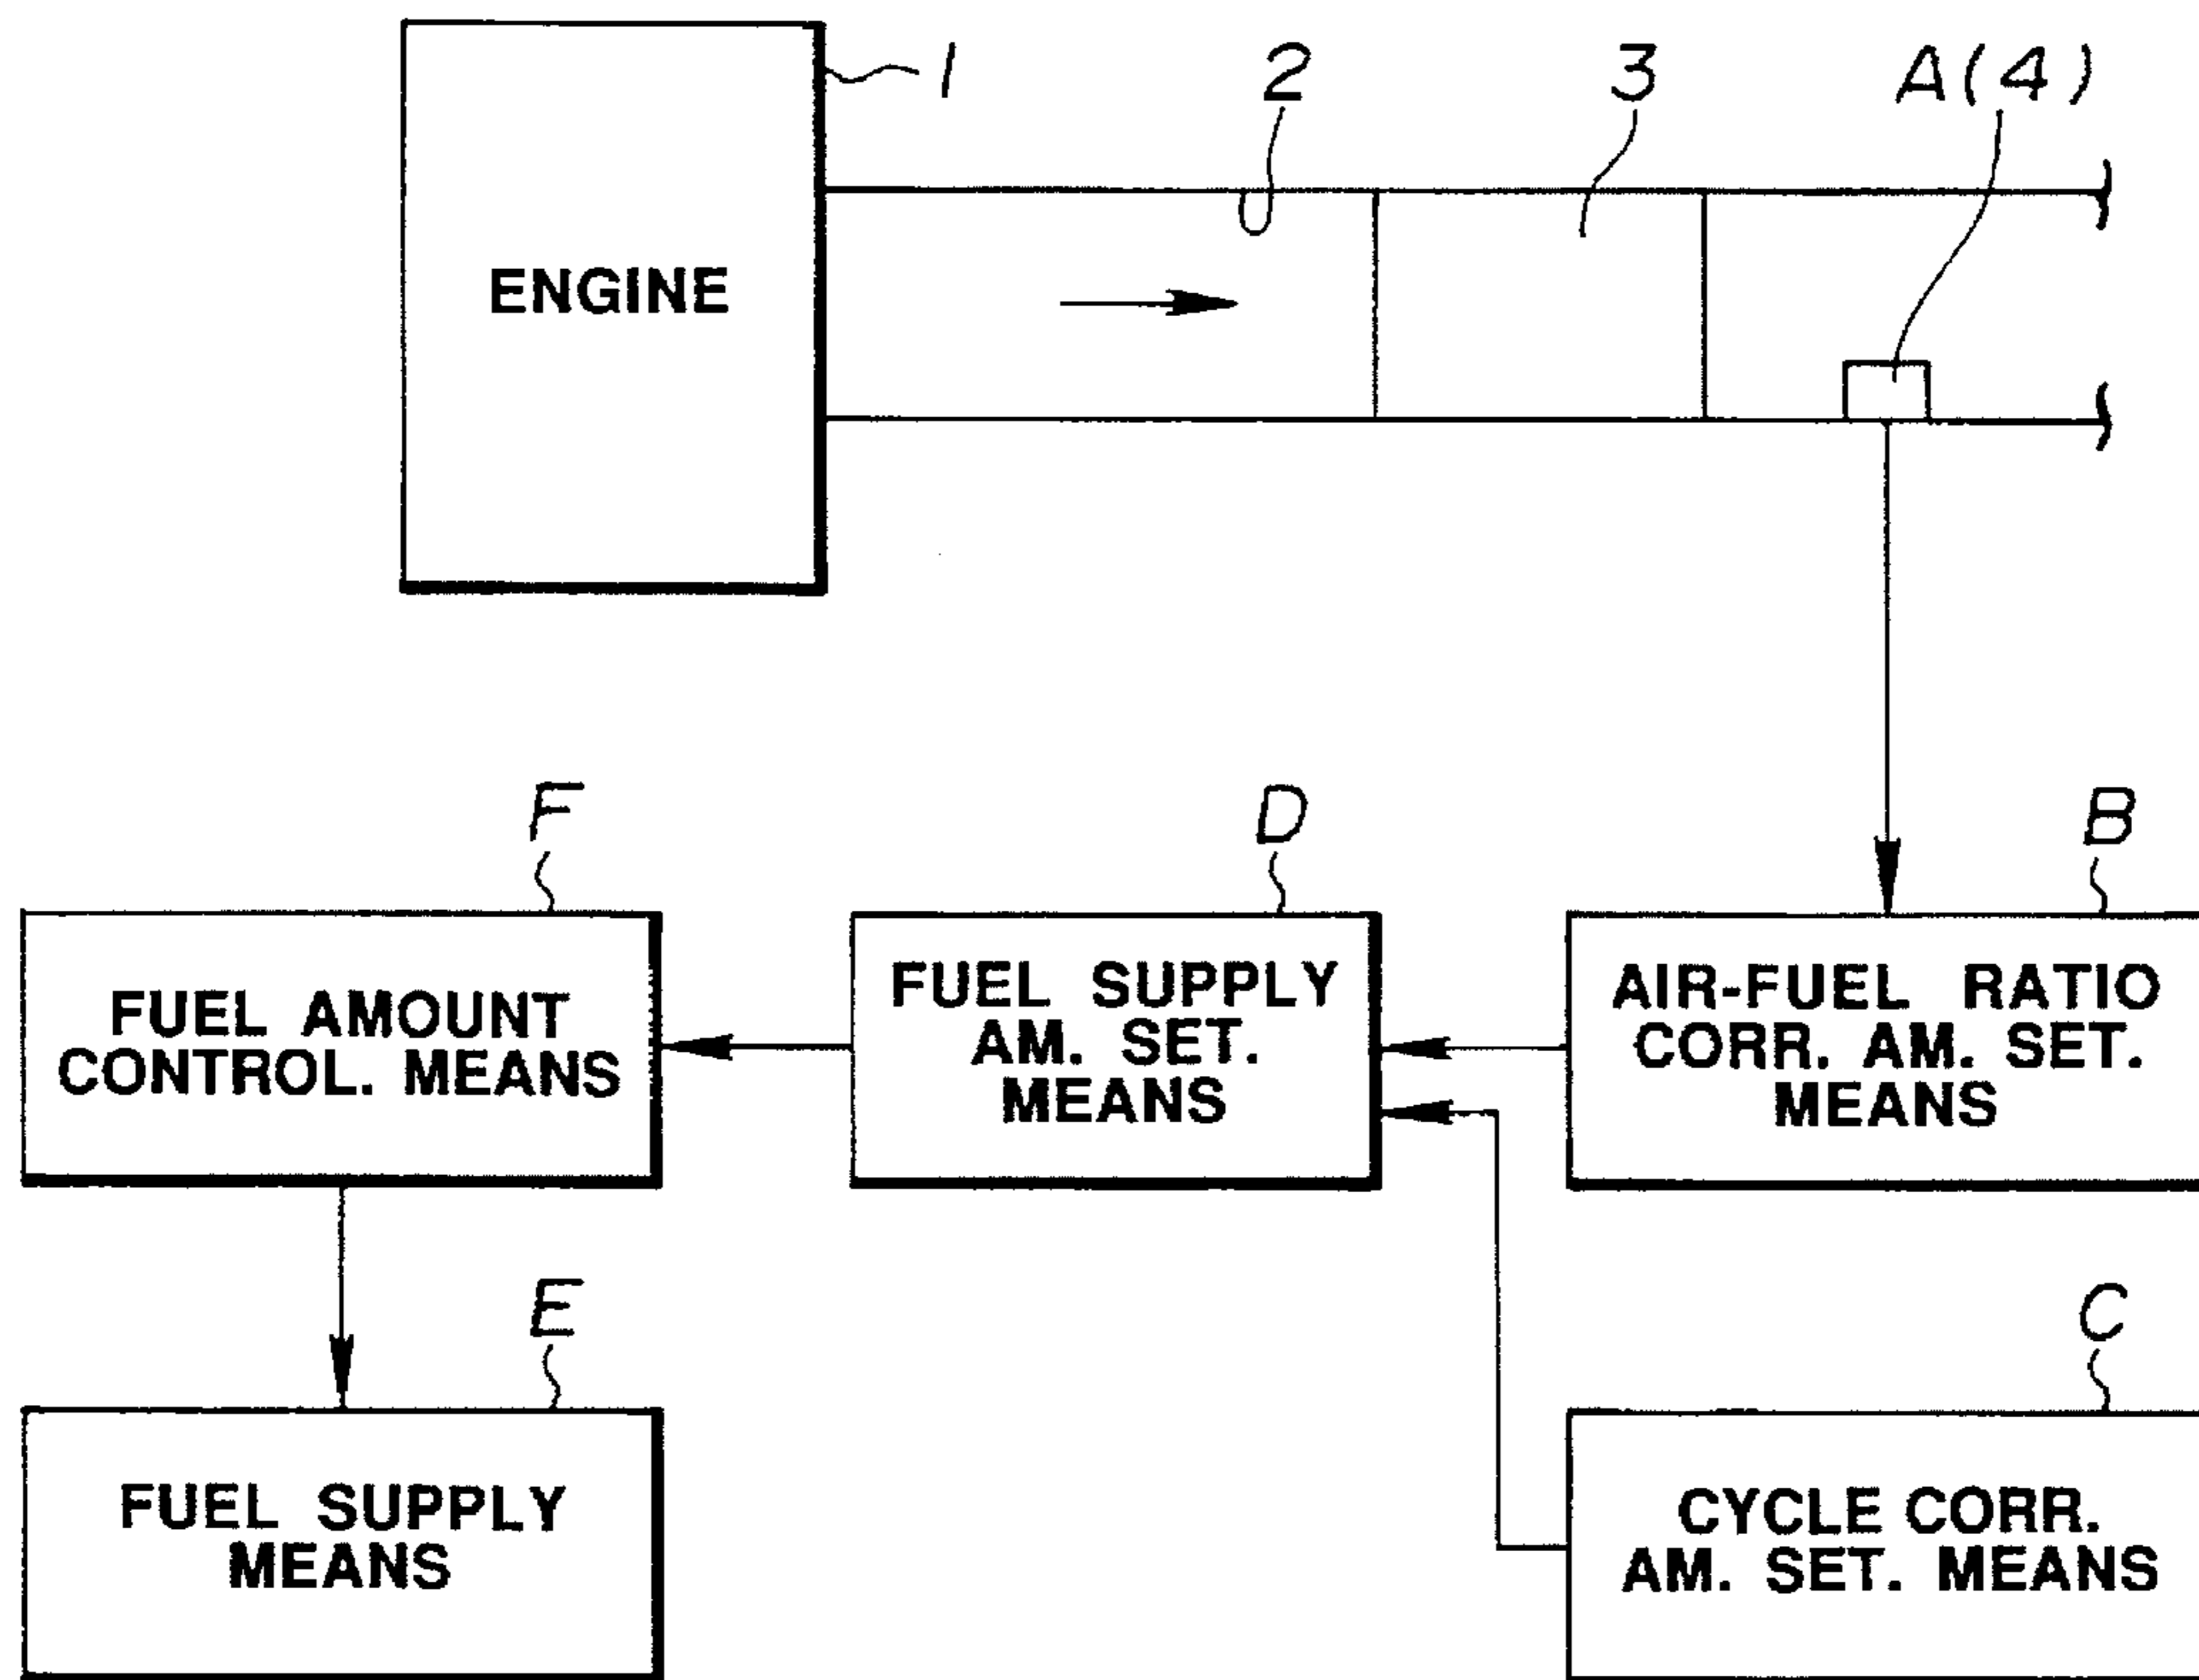 1
2
3
A(4)
ENGINE
F
D
B
FUEL AMOUNT
CONTROL. MEANS
FUEL SUPPLY
AM. SET.
MEANS
AIR-FUEL RATIO
CORR. AM. SET.
MEANS
E
C
FUEL SUPPLY
MEANS
CYCLE CORR.
AM. SET. MEANS